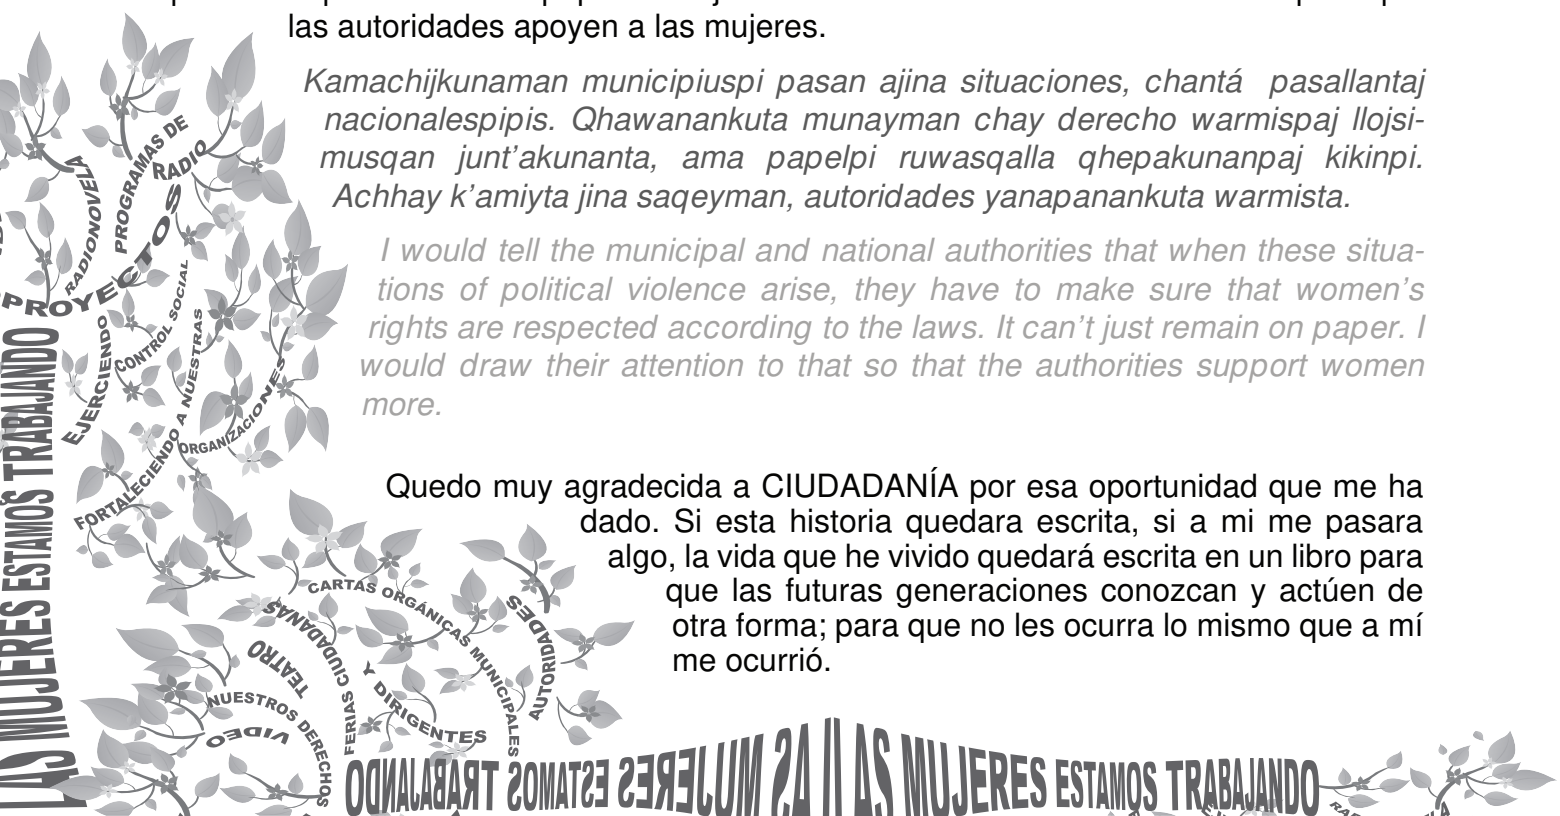 las autoridades apoyen a las mujeres.
Kamachijkunaman municipiuspi pasan ajina situaciones, chantá pasallantaj
nacionalespipis. Qhawanankuta munayman chay derecho warmispaj llojsi-
musqan junt’akunanta, ama papelpi ruwasqalla qhepakunanpaj kikinpi.
Achhay k’amiyta jina saqeyman, autoridades yanapanankuta warmista.
I would tell the municipal and national authorities that when these situa-
tions of political violence arise, they have to make sure that women’s
rights are respected according to the laws. It can’t just remain on paper. I
would draw their attention to that so that the authorities support women
more.
Quedo muy agradecida a CIUDADANÍA por esa oportunidad que me ha
dado. Si esta historia quedara escrita, si a mi me pasara
algo, la vida que he vivido quedará escrita en un libro para
que las futuras generaciones conozcan y actúen de
otra forma; para que no les ocurra lo mismo que a mí
me ocurrió.
PROGRAMAS DE
RADIO
RADIONOVELA
PROYECTOS
CONTROL SOCIAL
EJERCIENDO
FORTALECIENDO A NUESTRAS
ORGANIZACIONES
LAS MUJERES ESTAMOS TRABAJANDO
CARTAS ORGÁNICAS MUNICIPALES
AUTORIDADES
Y DIRIGENTES
FERIAS CIUDADANAS
TEATRO
NUESTROS DERECHOS
VIDEO
LAS MUJERES ESTAMOS TRABAJANDO
LAS MUJERES ESTAMOS TRABAJANDO